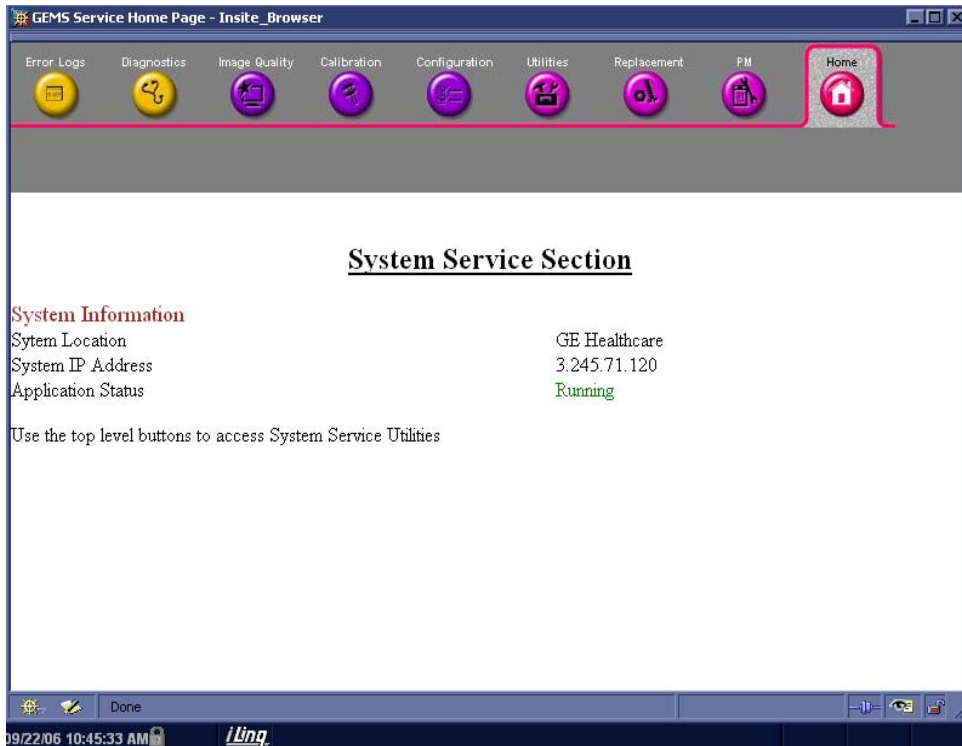 GEMS Service Home Page - Insite_Browser
Error Logs Diagnostics Image Quality Calibration Configuration Utilities Replacement PM Home
System Service Section
System Information
Sytem Location GE Healthcare
System IP Address 3.245.71.120
Application Status Running
Use the top level buttons to access System Service Utilities
Done
09/22/06 10:45:33 AM iLinq